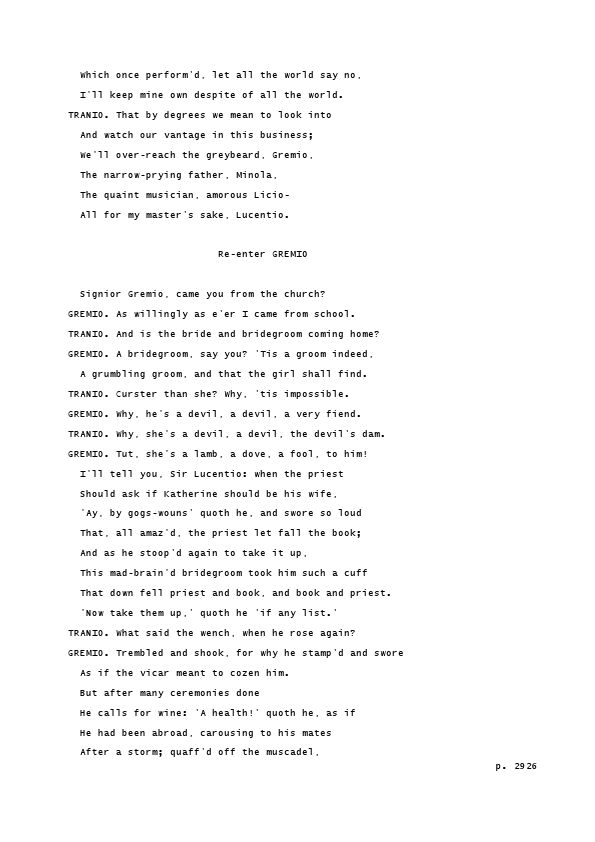 Which once perform'd, let all the world say no,
I'll keep mine own despite of all the world.
TRANIO. That by degrees we mean to look into
And watch our vantage in this business;
We'll over-reach the greybeard, Gremio,
The narrow-prying father, Minola,
The quaint musician, amorous Licio-
All for my master's sake, Lucentio.
Re-enter GREMIO
Signior Gremio, came you from the church?
GREMIO. As willingly as e'er I came from school.
TRANIO. And is the bride and bridegroom coming home?
GREMIO. A bridegroom, say you? 'Tis a groom indeed,
A grumbling groom, and that the girl shall find.
TRANIO. Curster than she? Why, 'tis impossible.
GREMIO. Why, he's a devil, a devil, a very fiend.
TRANIO. Why, she's a devil, a devil, the devil's dam.
GREMIO. Tut, she's a lamb, a dove, a fool, to him!
I'll tell you, Sir Lucentio: when the priest
Should ask if Katherine should be his wife,
'Ay, by gogs-wouns' quoth he, and swore so loud
That, all amaz'd, the priest let fall the book;
And as he stoop'd again to take it up,
This mad-brain'd bridegroom took him such a cuff
That down fell priest and book, and book and priest.
'Now take them up,' quoth he 'if any list.'
TRANIO. What said the wench, when he rose again?
GREMIO. Trembled and shook, for why he stamp'd and swore
As if the vicar meant to cozen him.
But after many ceremonies done
He calls for wine: 'A health!' quoth he, as if
He had been abroad, carousing to his mates
After a storm; quaff'd off the muscadel,
p. 2926